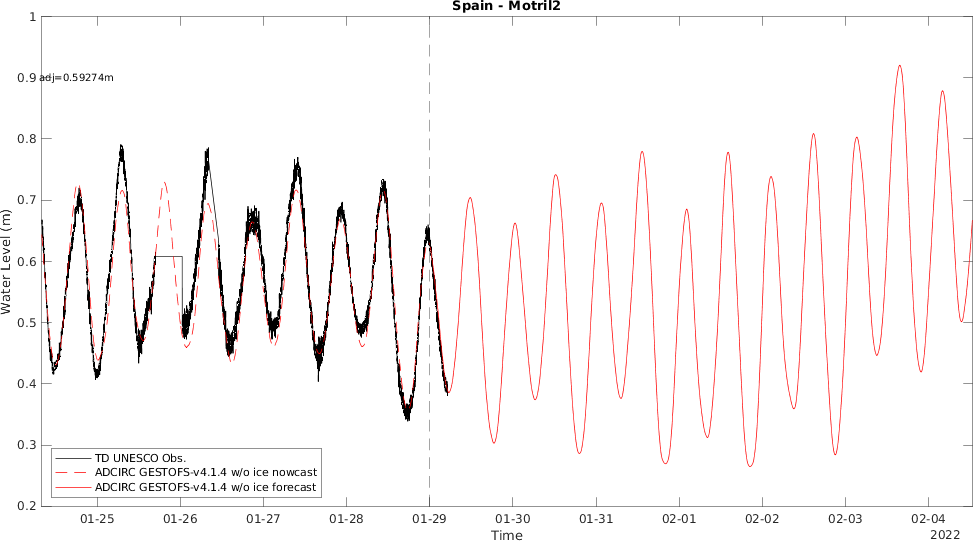 Spain - Motril2
1
0.9
adj=0.59274m
0.8
0.7
0.6
0.5
0.4
0.3
0.2
Water Level (m)
TD UNESCO Obs.
ADCIRC GESTOFS-v4.1.4 w/o ice nowcast
ADCIRC GESTOFS-v4.1.4 w/o ice forecast
01-25 01-26 01-27 01-28 01-29 01-30 01-31 02-01 02-02 02-03 02-04
Time
2022